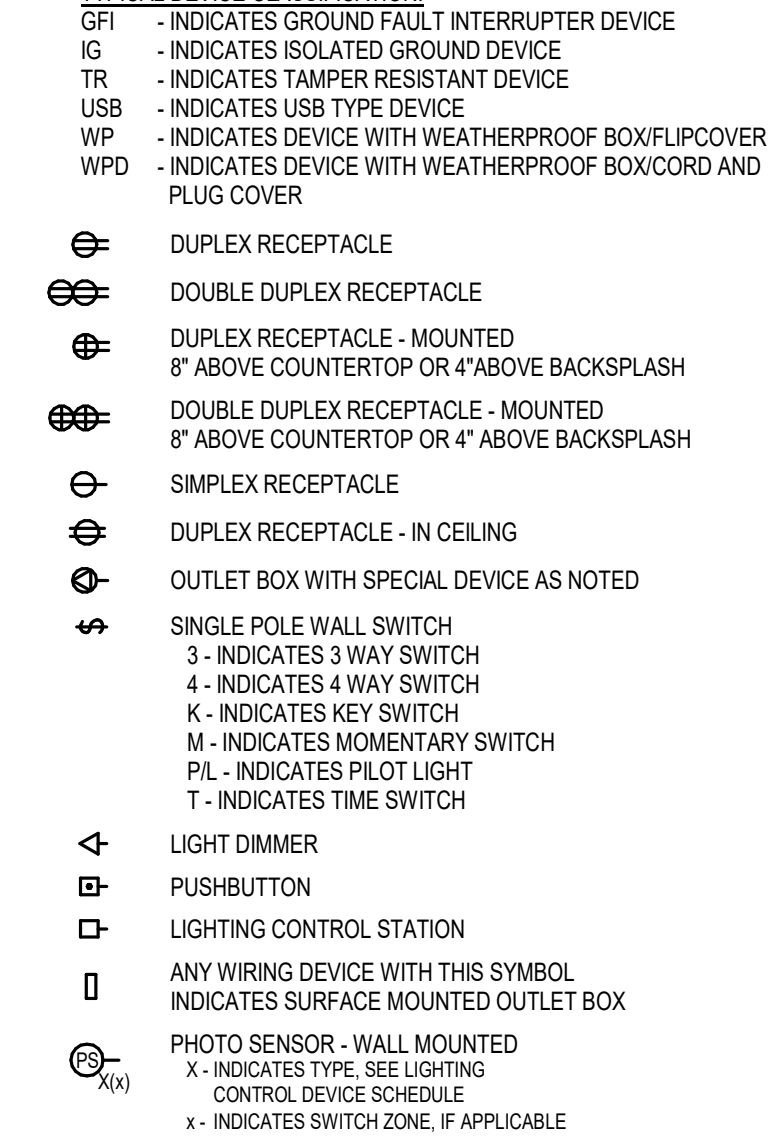 GFI - INDICATES GROUND FAULT INTERRUPTER DEVICE
IG - INDICATES ISOLATED GROUND DEVICE
TR - INDICATES TAMPER RESISTANT DEVICE
USB - INDICATES USB TYPE DEVICE
WP - INDICATES DEVICE WITH WEATHERPROOF BOX/FLIPCOVER
WPD - INDICATES DEVICE WITH WEATHERPROOF BOX/CORD AND
PLUG COVER
DUPLEX RECEPTACLE
DOUBLE DUPLEX RECEPTACLE
DUPLEX RECEPTACLE - MOUNTED
8" ABOVE COUNTERTOP OR 4"ABOVE BACKSPLASH
DOUBLE DUPLEX RECEPTACLE - MOUNTED
8" ABOVE COUNTERTOP OR 4" ABOVE BACKSPLASH
SIMPLEX RECEPTACLE
DUPLEX RECEPTACLE - IN CEILING
OUTLET BOX WITH SPECIAL DEVICE AS NOTED
$ SINGLE POLE WALL SWITCH
3 - INDICATES 3 WAY SWITCH
4 - INDICATES 4 WAY SWITCH
K - INDICATES KEY SWITCH
M - INDICATES MOMENTARY SWITCH
P/L - INDICATES PILOT LIGHT
T - INDICATES TIME SWITCH
LIGHT DIMMER
PUSHBUTTON
LIGHTING CONTROL STATION
ANY WIRING DEVICE WITH THIS SYMBOL
INDICATES SURFACE MOUNTED OUTLET BOX
PS X(x) PHOTO SENSOR - WALL MOUNTED
X - INDICATES TYPE, SEE LIGHTING
CONTROL DEVICE SCHEDULE
x - INDICATES SWITCH ZONE, IF APPLICABLE